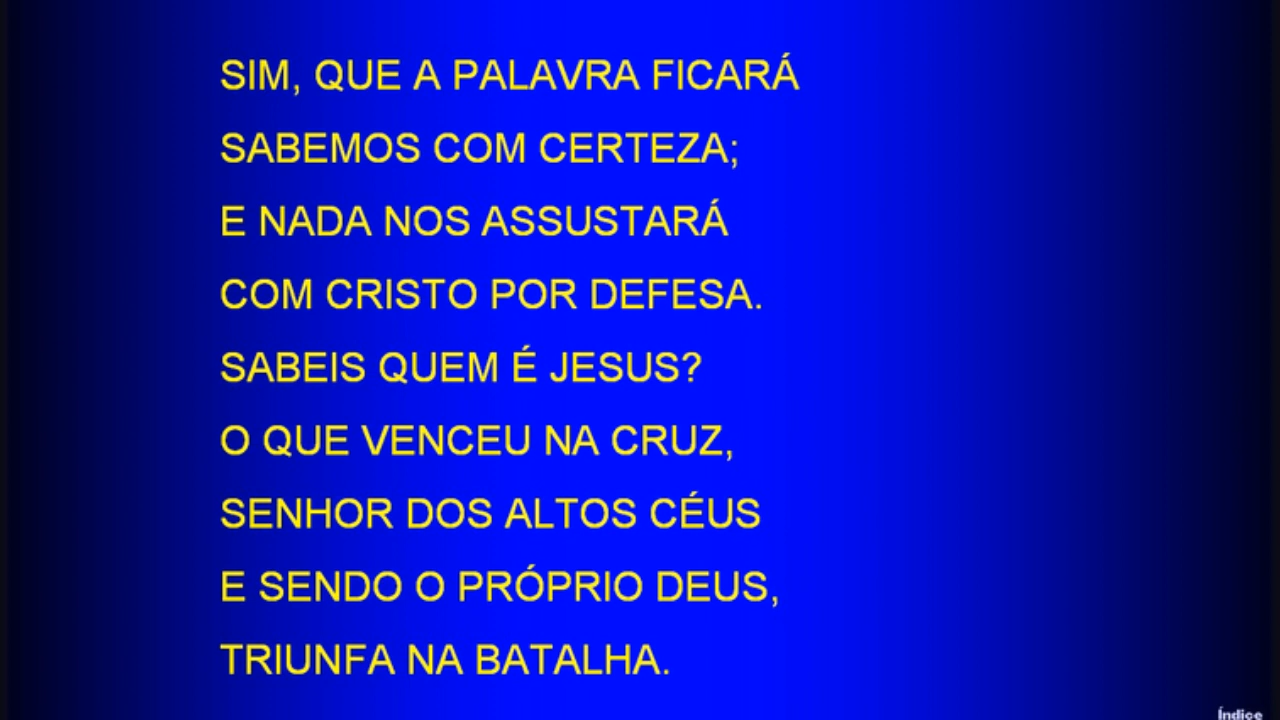 SIM, QUE A PALAVRA FICARÁ
SABEMOS COM CERTEZA;
E NADA NOS ASSUSTARÁ
COM CRISTO POR DEFESA.
SABEIS QUEM É JESUS?
O QUE VENCEU NA CRUZ,
SENHOR DOS ALTOS CÉUS
E SENDO O PRÓPRIO DEUS,
TRIUNFA NA BATALHA.
Índice